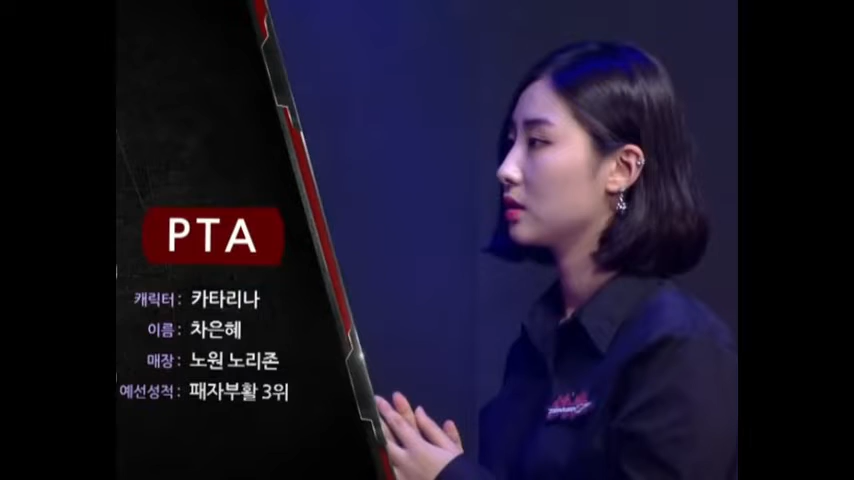 PTA
캐릭터 : 카타리나
이름 : 차은혜
매장 : 노원 노리존
예선성적 : 패자부활 3위